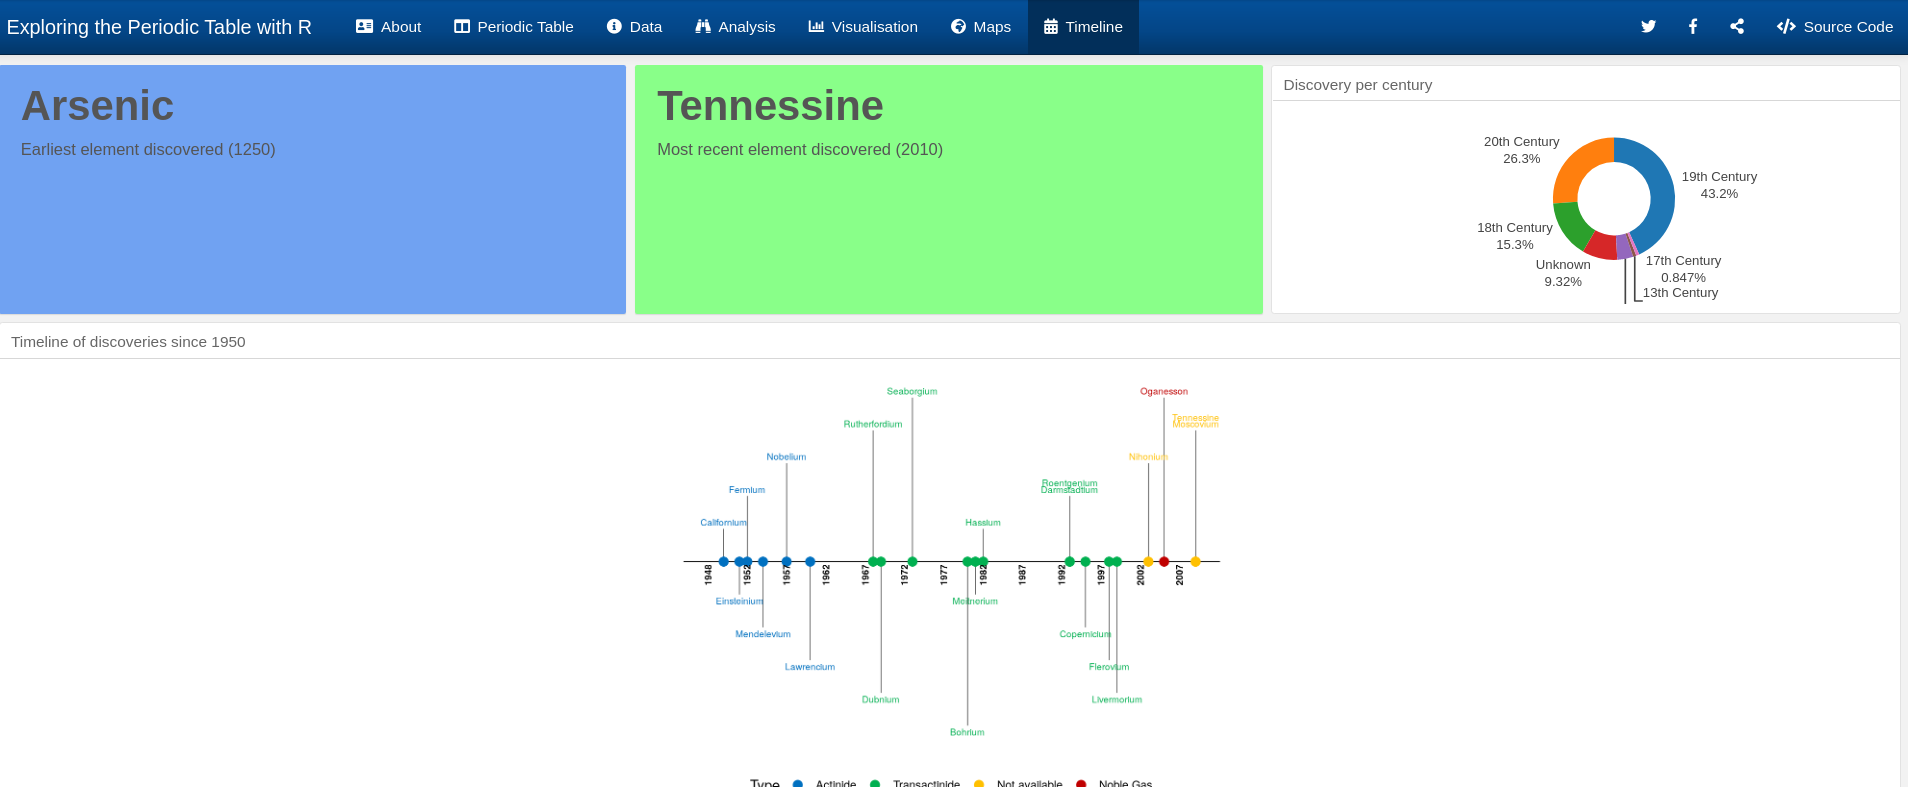 Exploring the Periodic Table with R
About
Periodic Table
Data
Analysis
Visualisation
Maps
Timeline
Source Code
Arsenic
Earliest element discovered (1250)
Tennessine
Most recent element discovered (2010)
Discovery per century
20th Century
26.3%
19th Century
43.2%
18th Century
15.3%
Unknown
9.32%
17th Century
0.847%
13th Century
Timeline of discoveries since 1950
Seaborgium
Oganesson
Rutherfordium
Tennessine
Moscovium
Nobelium
Nihonium
Fermium
Roentgenium
Darmstadtium
Californium
Hassium
1948
1952
1957
1962
1967
1972
1977
1982
1987
1992
1997
2002
2007
Einsteinium
Meitnerium
Mendelevium
Copernicium
Lawrencium
Flerovium
Dubnium
Livermorium
Bohrium
Type
Actinide
Transactinide
Not available
Noble Gas